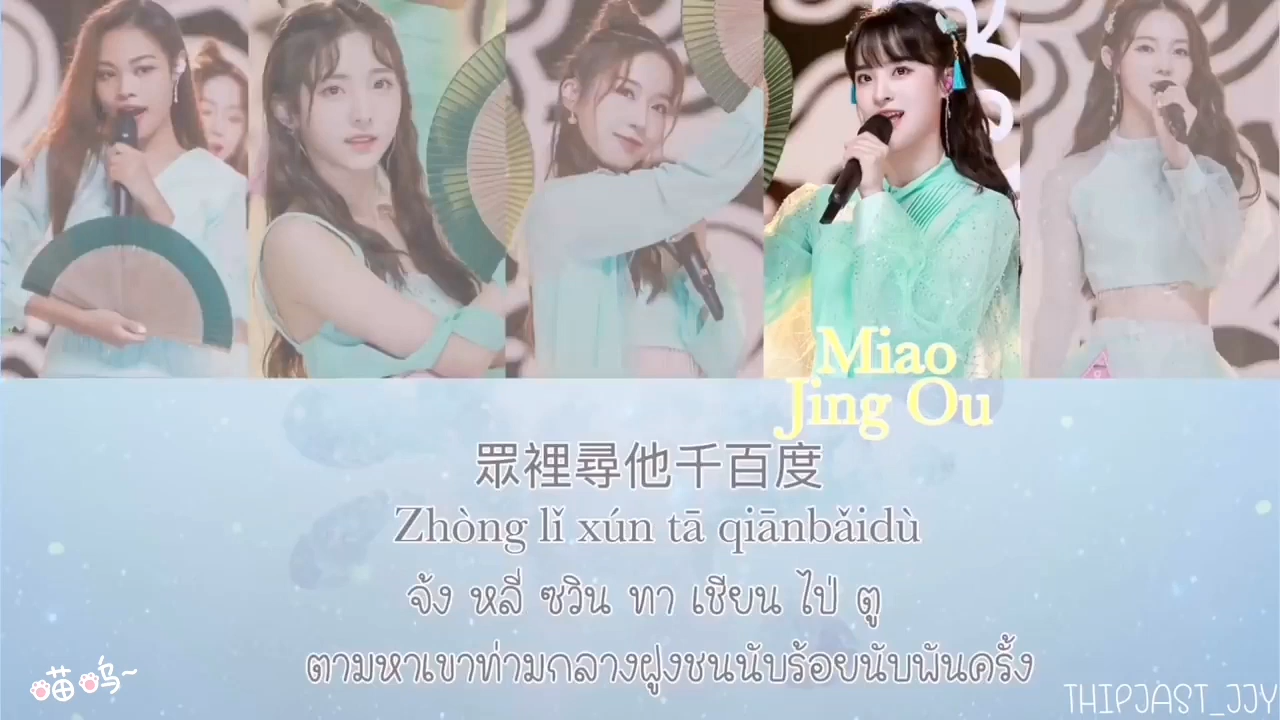 Miao
Jing Ou
眾裡尋他千百度
Zhòng lǐ xún tā qiānbǎidù
จ้ง หลี่ ซวิน ทา เชียน ไป่ ตู
ตามหาเขาท่ามกลางฝูงชนนับร้อยนับพันครั้ง
喵呜~
THIPJAST_JJY